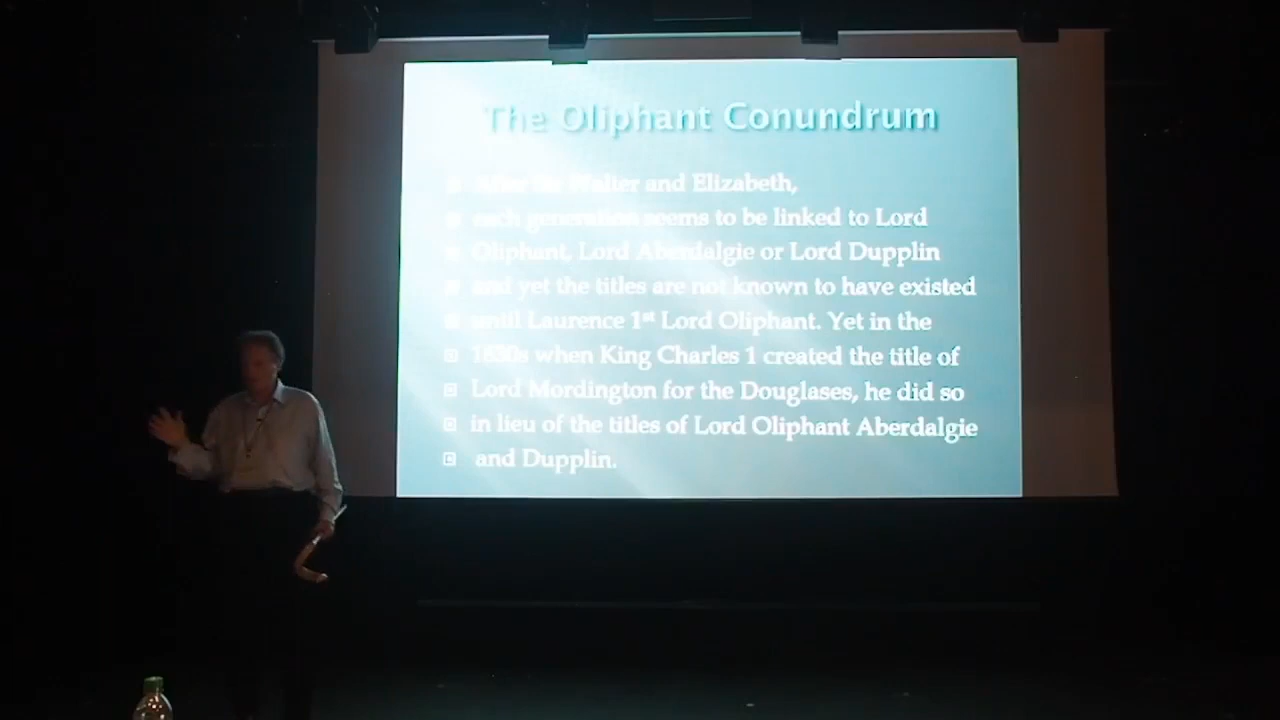 The Oliphant Conundrum
After Sir Walter and Elizabeth,
each generation seems to be linked to Lord
Oliphant, Lord Aberdalgie or Lord Dupplin
and yet the titles are not known to have existed
until Laurence 1st Lord Oliphant. Yet in the
1630s when King Charles 1 created the title of
Lord Mordington for the Douglases, he did so
in lieu of the titles of Lord Oliphant Aberdalgie
and Dupplin.